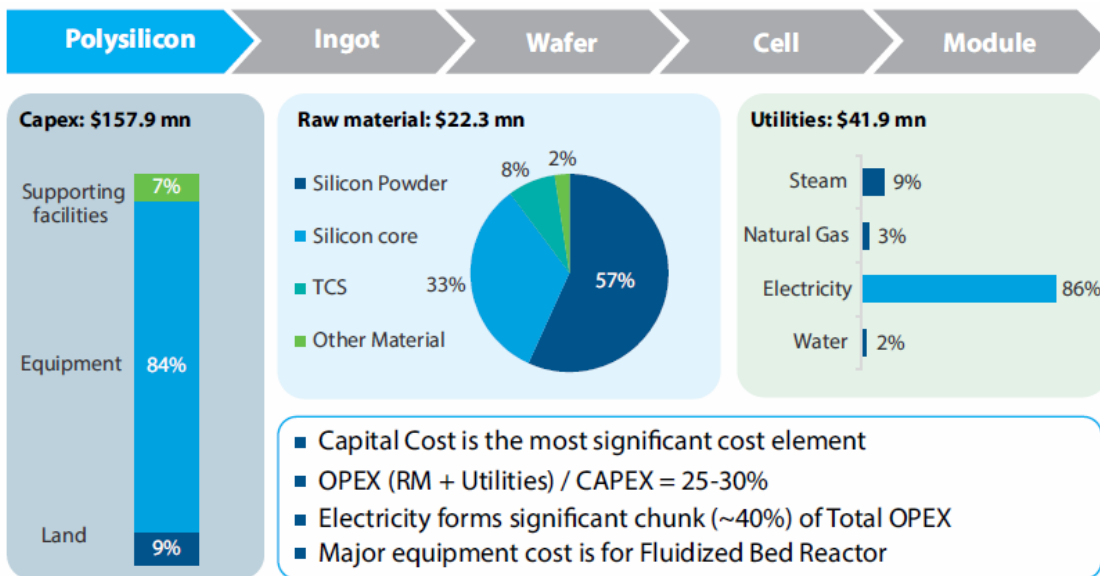 Polysilicon
Ingot
Wafer
Cell
Module
Capex: $157.9 mn
7%
Supporting
facilities
Equipment
84%
Land
9%
Raw material: $22.3 mn
Silicon Powder
Silicon core
TCS
Other Material
8%
2%
33%
57%
Utilities: $41.9 mn
Steam
9%
Natural Gas
3%
Electricity
86%
Water
2%
Capital Cost is the most significant cost element
OPEX (RM + Utilities) / CAPEX = 25-30%
Electricity forms significant chunk (~40%) of Total OPEX
Major equipment cost is for Fluidized Bed Reactor